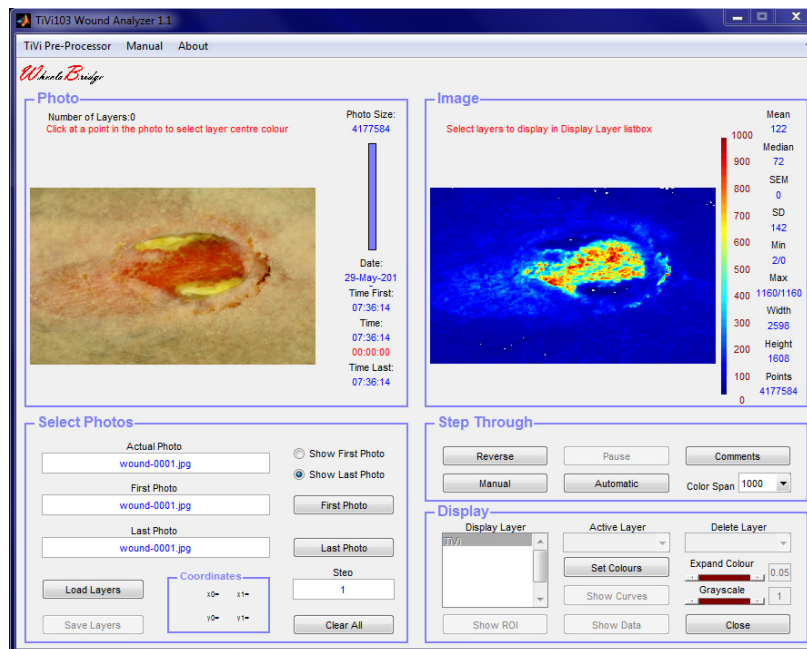 TiVi103 Wound Analyzer 1.1
TiVi Pre-Processor Manual About
WheelsBridge
Photo
Number of Layers:0
Click at a point in the photo to select layer centre colour
Photo Size:
4177584
Date:
29-May-201
Time First:
07:36:14
Time:
07:36:14
00:00:00
Time Last:
07:36:14
Image
Select layers to display in Display Layer listbox
1000
900
800
700
600
500
400
300
200
100
0
Mean
122
Median
72
SEM
0
SD
142
Min
2/0
Max
1160/1160
Width
2598
Height
1608
Points
4177584
Select Photos
Actual Photo
wound-0001.jpg
First Photo
wound-0001.jpg
Last Photo
wound-0001.jpg
Show First Photo
Show Last Photo
First Photo
Last Photo
Step
1
Load Layers
Save Layers
Coordinates
x0= x1=
y0= y1=
Clear All
Step Through
Reverse Pause Comments
Manual Automatic Color Span 1000
Display
Display Layer Active Layer Delete Layer
TiVi
Set Colours
Expand Colour
0.05
Show Curves
Grayscale
1
Show ROI Show Data Close